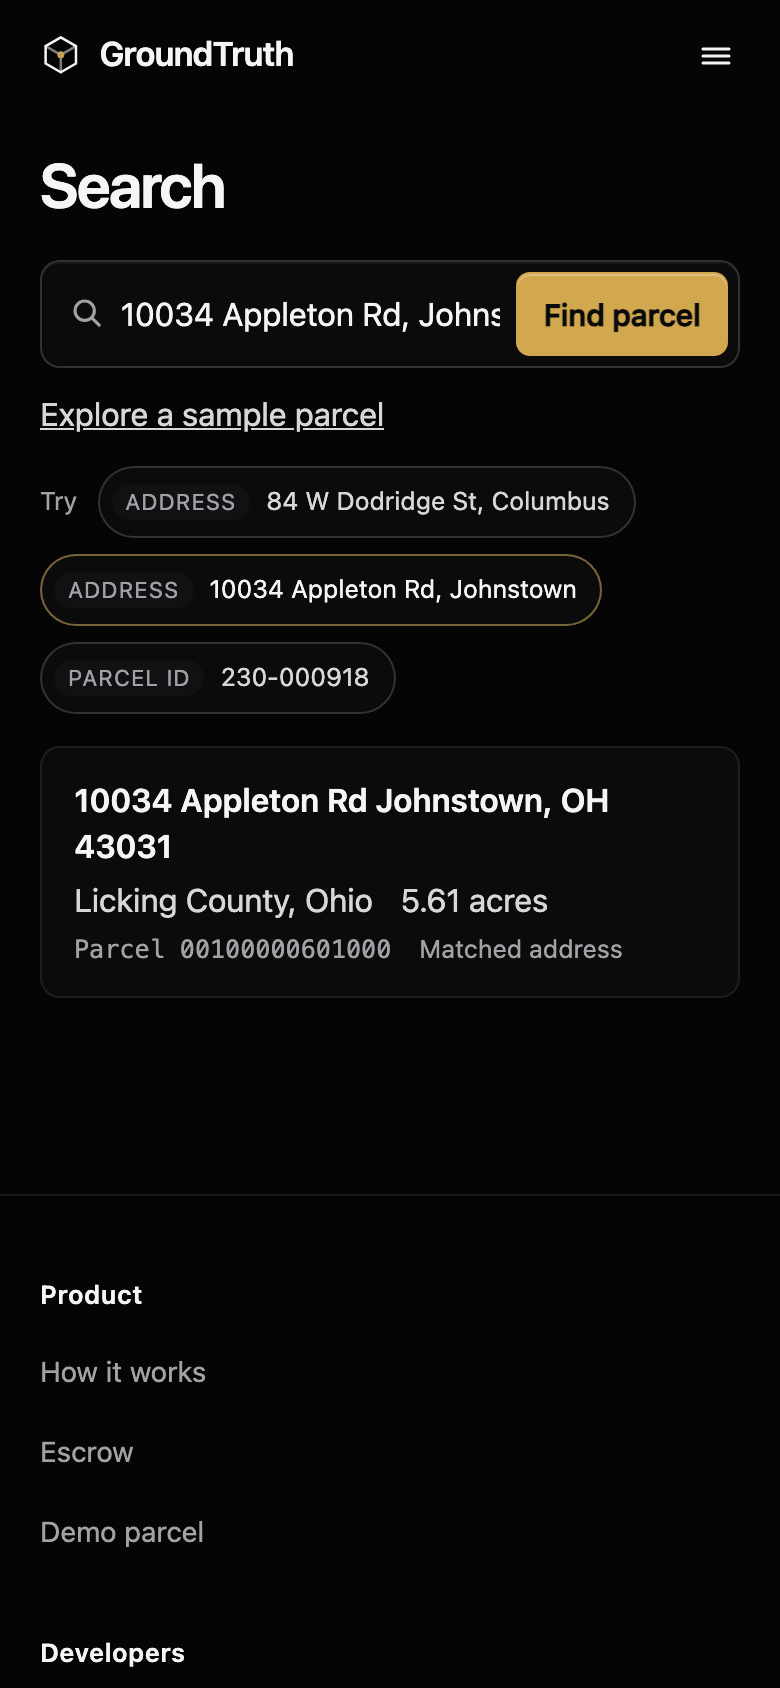 GroundTruth
Search
10034 Appleton Rd, Johns
Find parcel
Explore a sample parcel
Try
ADDRESS 84 W Dodridge St, Columbus
ADDRESS 10034 Appleton Rd, Johnstown
PARCEL ID 230-000918
10034 Appleton Rd Johnstown, OH
43031
Licking County, Ohio 5.61 acres
Parcel 00100000601000 Matched address
Product
How it works
Escrow
Demo parcel
Developers